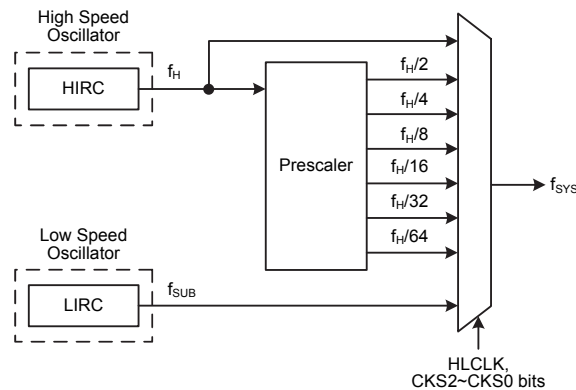 High Speed
Oscillator
HIRC
fH
Prescaler
fH/2
fH/4
fH/8
fH/16
fH/32
fH/64
fSYS
Low Speed
Oscillator
LIRC
fSUB
HLCLK,
CKS2~CKS0 bits